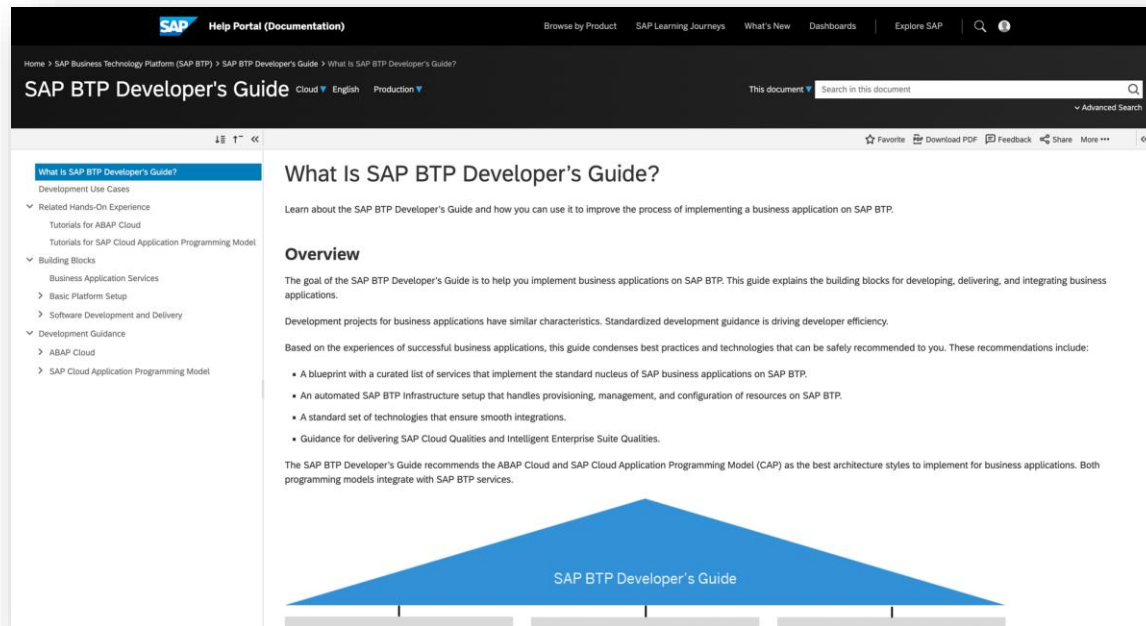 SAP Help Portal (Documentation) Browse by Product SAP Learning Journeys What's New Dashboards Explore SAP
Home > SAP Business Technology Platform (SAP BTP) > SAP BTP Developer's Guide > What Is SAP BTP Developer's Guide?
SAP BTP Developer's Guide Cloud English Production This document Search in this document
Advanced Search
Favorite Download PDF Feedback Share More •••
What Is SAP BTP Developer's Guide?
Development Use Cases
Related Hands-On Experience
Tutorials for ABAP Cloud
Tutorials for SAP Cloud Application Programming Model
Building Blocks
Business Application Services
Basic Platform Setup
Software Development and Delivery
Development Guidance
ABAP Cloud
SAP Cloud Application Programming Model
What Is SAP BTP Developer's Guide?
Learn about the SAP BTP Developer's Guide and how you can use it to improve the process of implementing a business application on SAP BTP.
Overview
The goal of the SAP BTP Developer's Guide is to help you implement business applications on SAP BTP. This guide explains the building blocks for developing, delivering, and integrating business
applications.
Development projects for business applications have similar characteristics. Standardized development guidance is driving developer efficiency.
Based on the experiences of successful business applications, this guide condenses best practices and technologies that can be safely recommended to you. These recommendations include:
• A blueprint with a curated list of services that implement the standard nucleus of SAP business applications on SAP BTP.
• An automated SAP BTP Infrastructure setup that handles provisioning, management, and configuration of resources on SAP BTP.
• A standard set of technologies that ensure smooth integrations.
• Guidance for delivering SAP Cloud Qualities and Intelligent Enterprise Suite Qualities.
The SAP BTP Developer's Guide recommends the ABAP Cloud and SAP Cloud Application Programming Model (CAP) as the best architecture styles to implement for business applications. Both
programming models integrate with SAP BTP services.
SAP BTP Developer's Guide